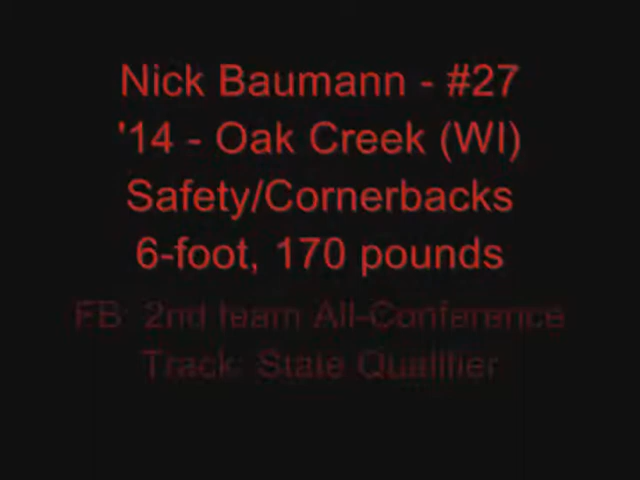 Nick Baumann - #27
'14 - Oak Creek (WI)
Safety/Cornerbacks
6-foot, 170 pounds
FB: 2nd team All-Conference
Track: State Qualifier